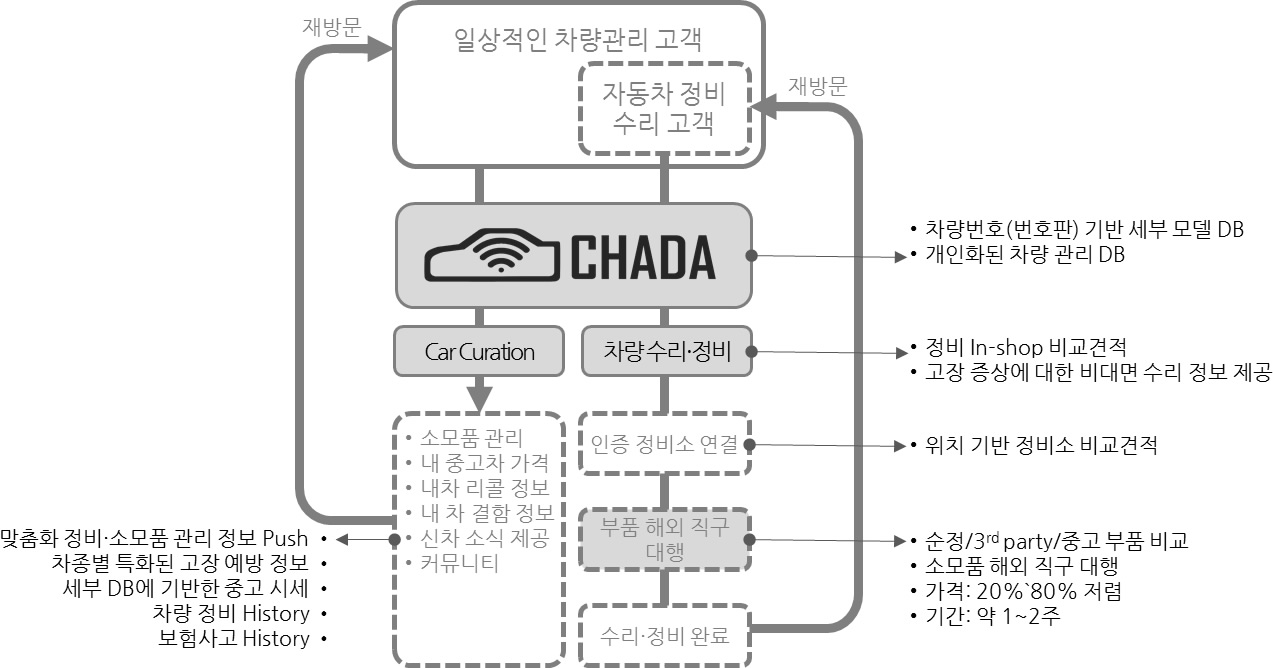 재방문
일상적인 차량관리 고객
자동차 정비
수리 고객
재방문
CHADA
• 차량번호(번호판) 기반 세부 모델 DB
• 개인화된 차량 관리 DB
Car Curation
차량 수리·정비
• 정비 In-shop 비교견적
• 고장 증상에 대한 비대면 수리 정보 제공
• 소모품 관리
• 내 중고차 가격
• 내차 리콜 정보
• 내 차 결함 정보
• 신차 소식 제공
• 커뮤니티
인증 정비소 연결
• 위치 기반 정비소 비교견적
부품 해외 직구
대행
• 순정/3rd party/중고 부품 비교
• 소모품 해외 직구 대행
• 가격: 20%`80% 저렴
• 기간: 약 1~2주
수리·정비 완료
맞춤화 정비·소모품 관리 정보 Push •
차종별 특화된 고장 예방 정보 •
세부 DB에 기반한 중고 시세 •
차량 정비 History •
보험사고 History •